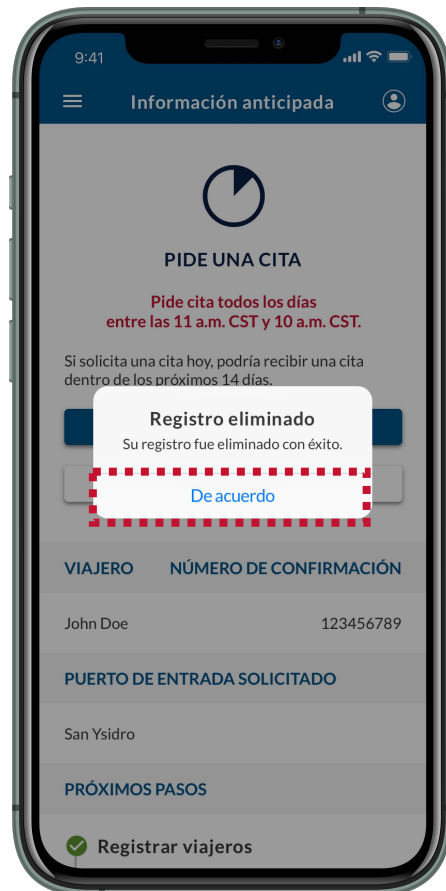 9:41
Información anticipada
PIDE UNA CITA
Pide cita todos los días
entre las 11 a.m. CST y 10 a.m. CST.
Si solicita una cita hoy, podría recibir una cita
dentro de los próximos 14 días.
Registro eliminado
Su registro fue eliminado con éxito.
De acuerdo
VIAJERO NÚMERO DE CONFIRMACIÓN
John Doe 123456789
PUERTO DE ENTRADA SOLICITADO
San Ysidro
PRÓXIMOS PASOS
Registrar viajeros